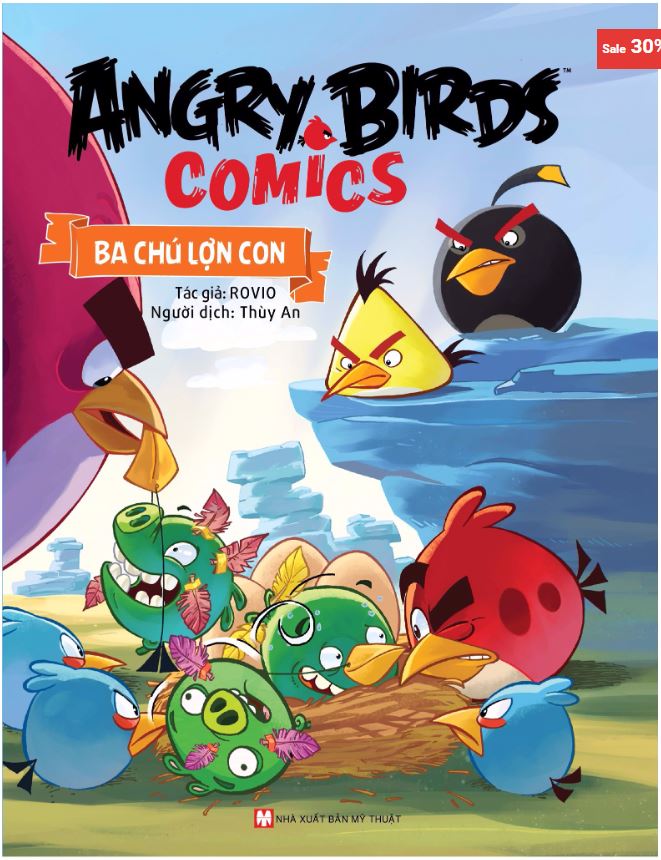 Sale 30%
ANGRY BIRDS™
COMICS
BA CHÚ LỢN CON
Tác giả: ROVIO
Người dịch: Thùy An
NHÀ XUẤT BẢN MỸ THUẬT